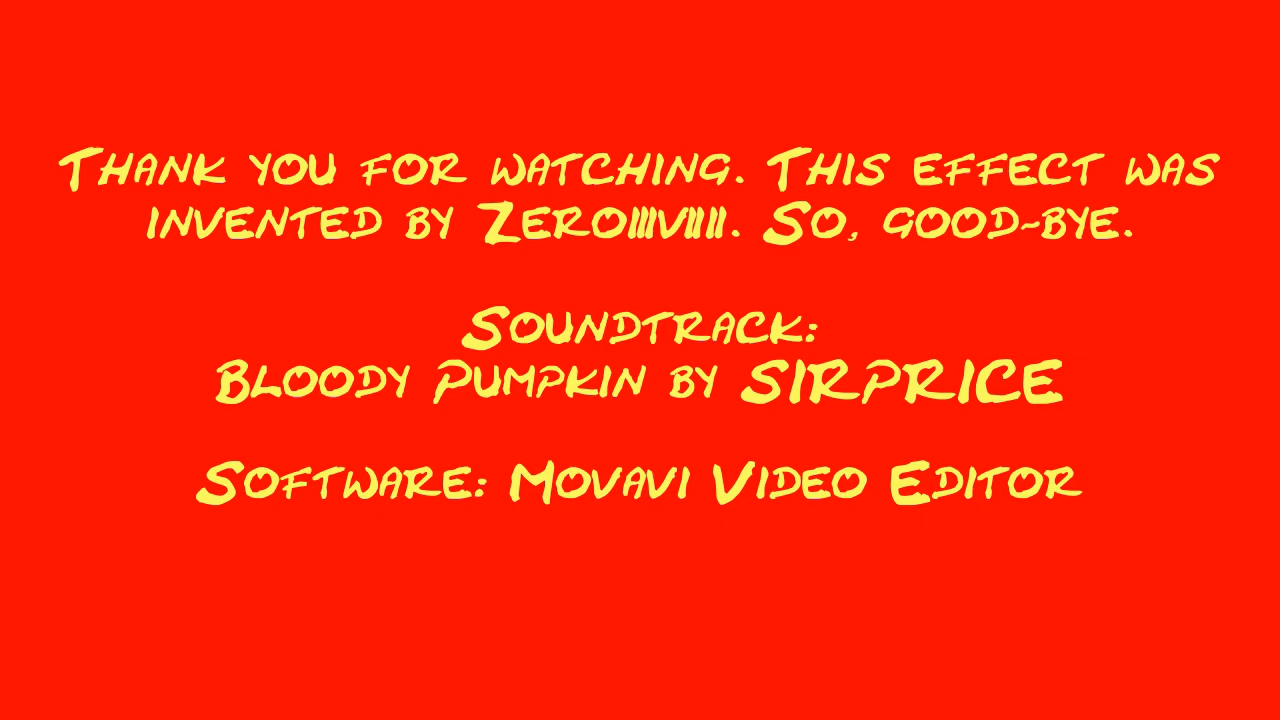 Thank you for watching. This effect was
invented by ZeroIIIVIIII. So, good-bye.
Soundtrack:
Bloody Pumpkin by SIRPRICE
Software: Movavi Video Editor